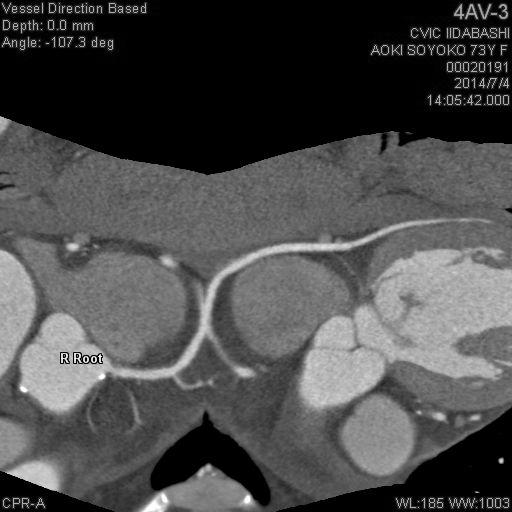 Vessel Direction Based
Depth: 0.0 mm
Angle: -107.3 deg
4AV-3
CVIC IIDABASHI
AOKI SOYOKO 73Y F
00020191
2014/7/4
14:05:42.000
R Root
CPR-A
WL:185 WW:1003